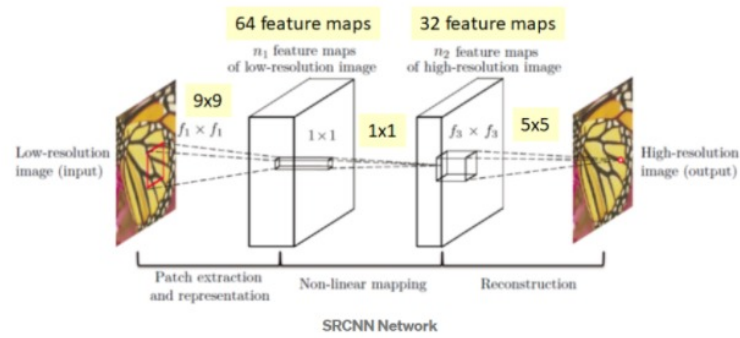 64 feature maps
32 feature maps
n₁ feature maps
of low-resolution image
n₂ feature maps
of high-resolution image
9x9
f₁ × f₁
1×1
1x1
f₃ × f₃
5x5
Low-resolution
image (input)
High-resolution
image (output)
Patch extraction
and representation
Non-linear mapping
Reconstruction
SRCNN Network